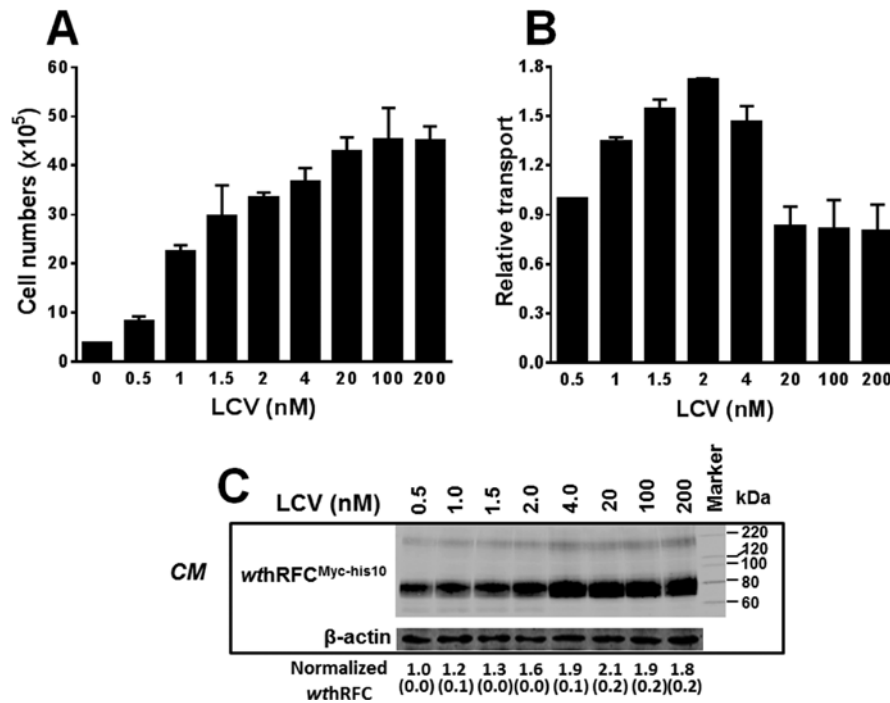 A
Cell numbers (x10⁵)
60
50
40
30
20
10
0
0 0.5 1 1.5 2 4 20 100 200
LCV (nM)
B
Relative transport
1.8
1.5
1.2
0.9
0.6
0.3
0.0
0.5 1 1.5 2 4 20 100 200
LCV (nM)
C
LCV (nM) 0.5 1.0 1.5 2.0 4.0 20 100 200 Marker kDa
CM
wthRFC^Myc-his10
220
120
100
80
60
β-actin
Normalized 1.0 1.2 1.3 1.6 1.9 2.1 1.9 1.8
wthRFC (0.0) (0.1) (0.0) (0.0) (0.1) (0.2) (0.2) (0.2)